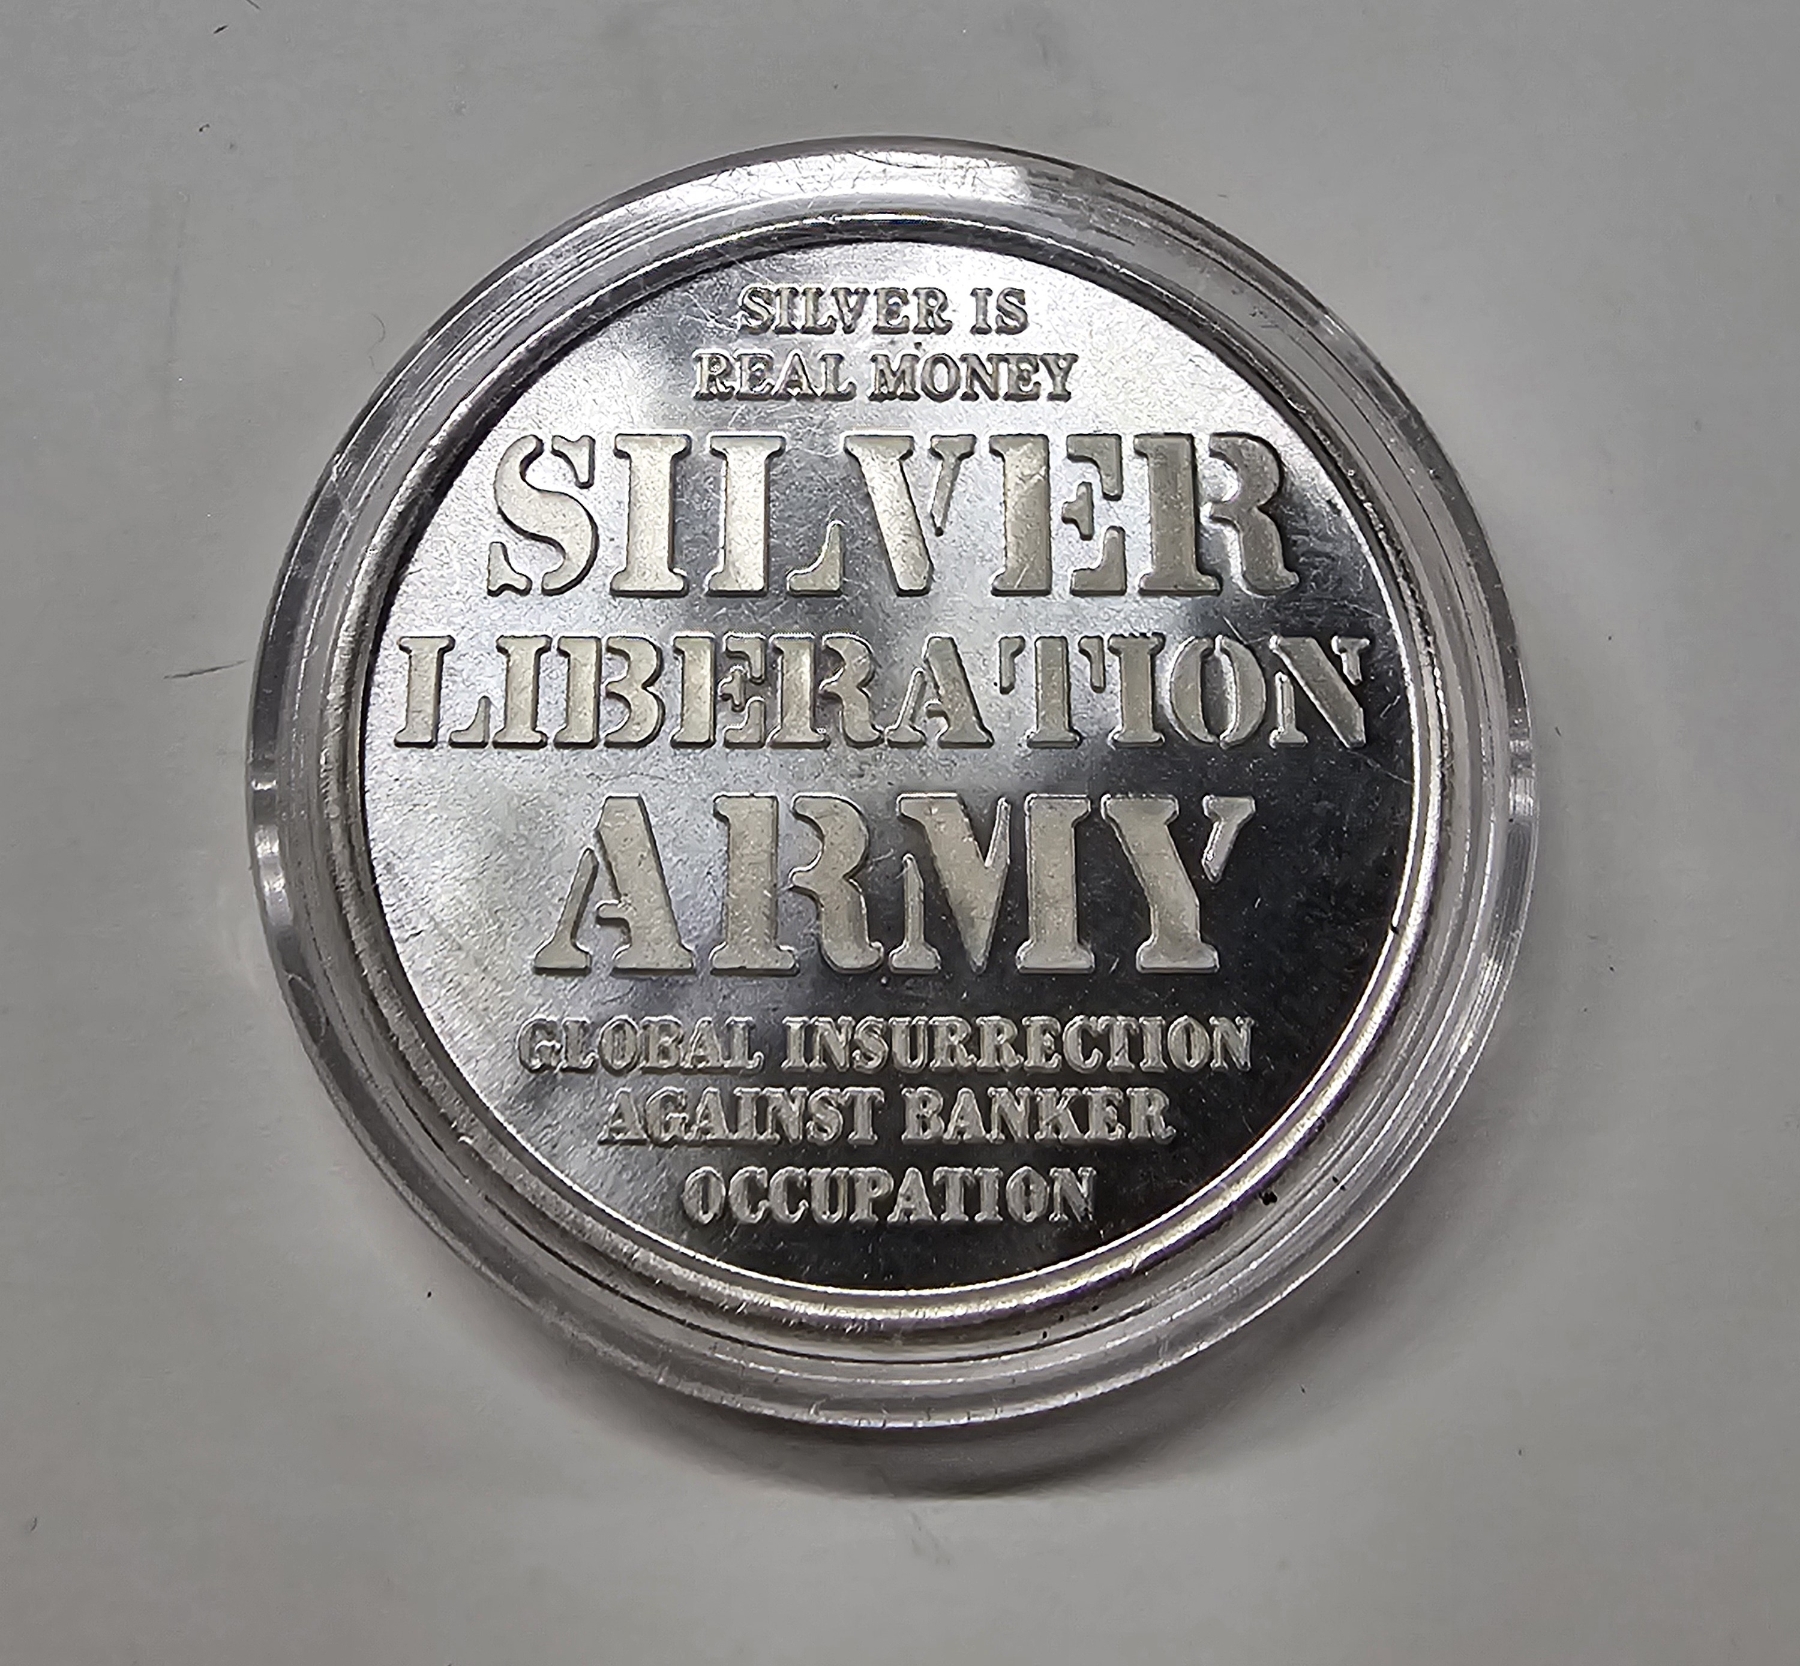 SILVER IS
REAL MONEY
SILVER
LIBERATION
ARMY
GLOBAL INSURRECTION
AGAINST BANKER
OCCUPATION